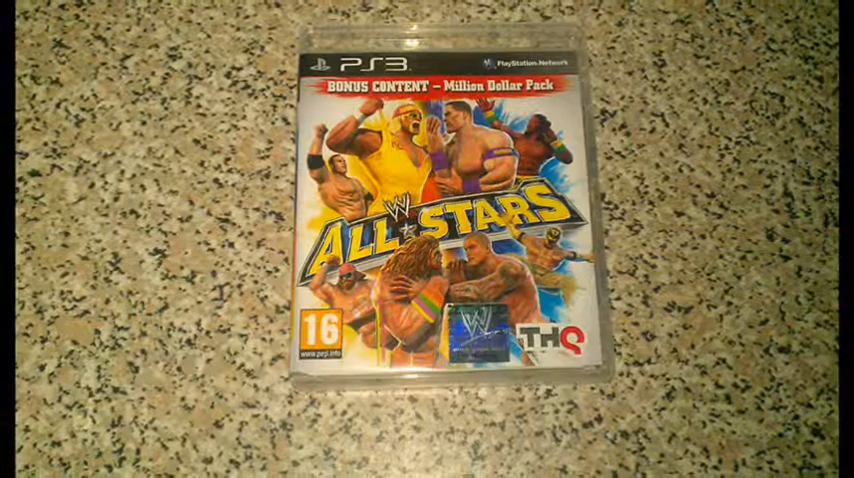 PS3
PlayStation Network
BONUS CONTENT – Million Dollar Pack
W
ALL STARS
16
www.pegi.info
W
THQ